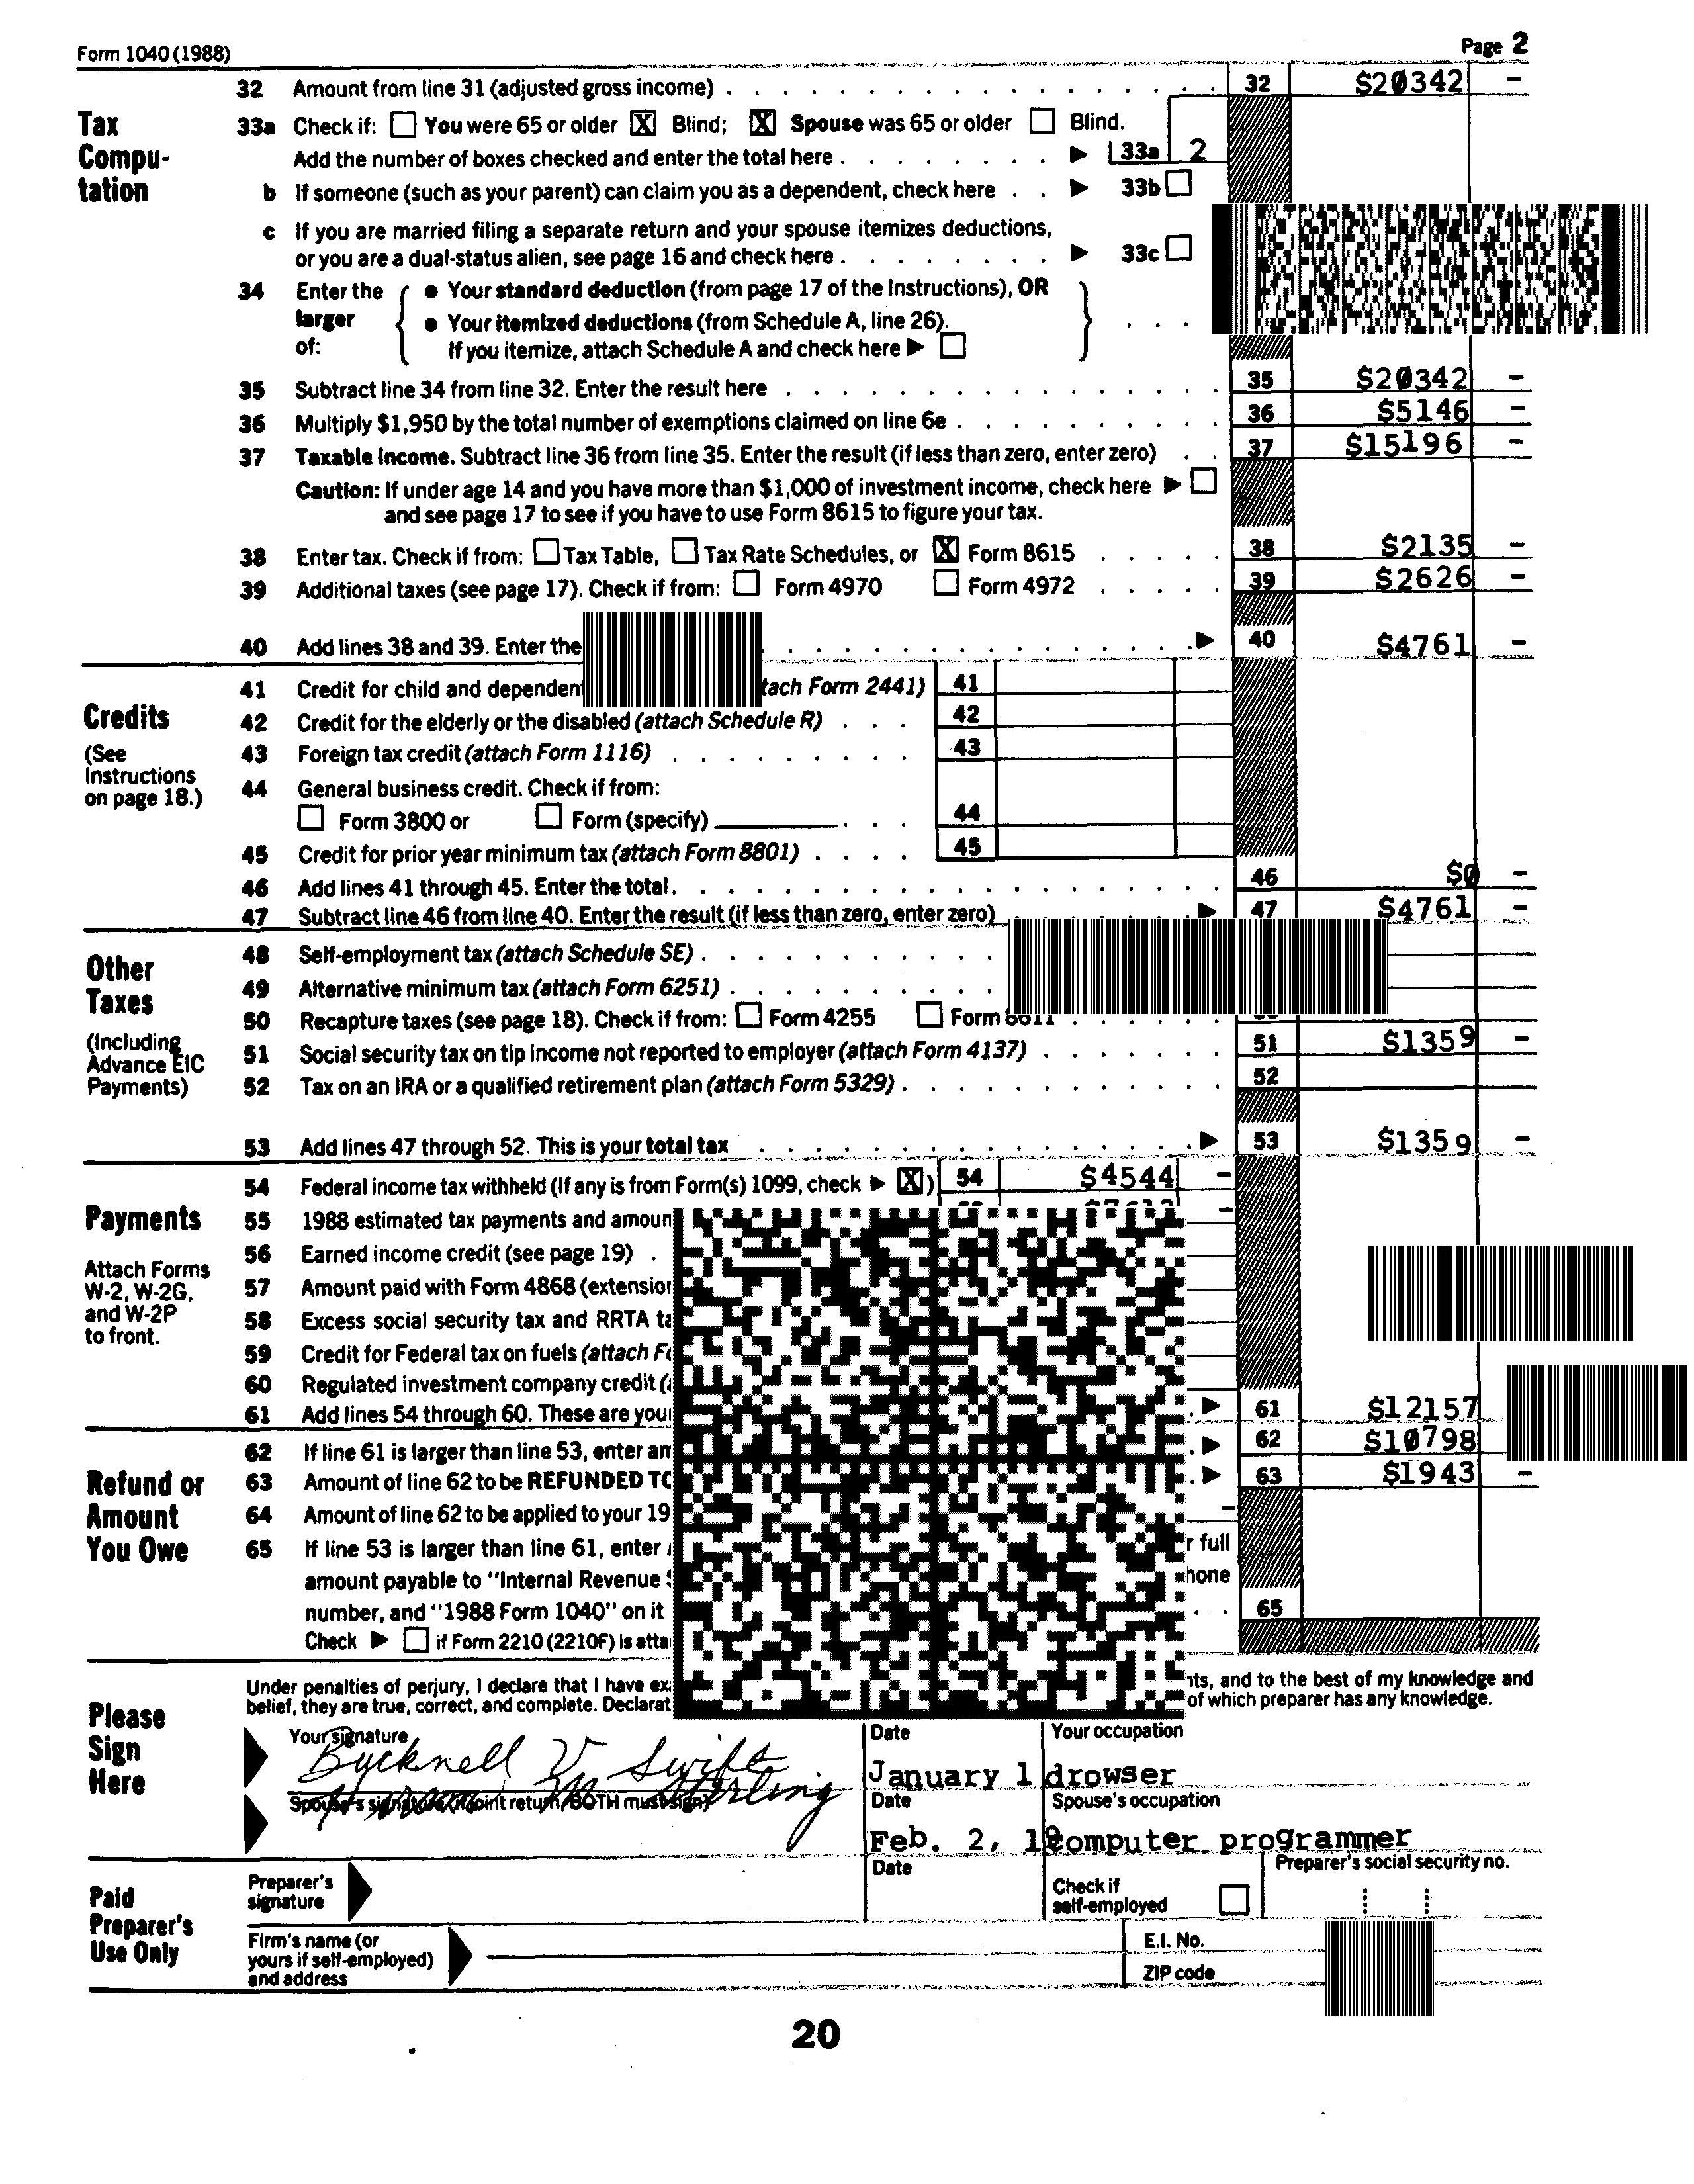 Form 1040 (1988) Page 2
32 Amount from line 31 (adjusted gross income) 32 $20342 –
Tax Compu-tation
33a Check if: You were 65 or older X Blind; X Spouse was 65 or older Blind.
Add the number of boxes checked and enter the total here 33a 2
b If someone (such as your parent) can claim you as a dependent, check here 33b
c If you are married filing a separate return and your spouse itemizes deductions,
or you are a dual-status alien, see page 16 and check here 33c
34 Enter the larger of:
• Your standard deduction (from page 17 of the Instructions), OR
• Your itemized deductions (from Schedule A, line 26).
If you itemize, attach Schedule A and check here
35 Subtract line 34 from line 32. Enter the result here 35 $20342 –
36 Multiply $1,950 by the total number of exemptions claimed on line 6e 36 $5146 –
37 Taxable income. Subtract line 36 from line 35. Enter the result (if less than zero, enter zero) 37 $15196 –
Caution: If under age 14 and you have more than $1,000 of investment income, check here
and see page 17 to see if you have to use Form 8615 to figure your tax.
38 Enter tax. Check if from: Tax Table, Tax Rate Schedules, or X Form 8615 38 $2135 –
39 Additional taxes (see page 17). Check if from: Form 4970 Form 4972 39 $2626 –
40 Add lines 38 and 39. Enter the 40 $4761 –
Credits
(See Instructions on page 18.)
41 Credit for child and dependent tach Form 2441) 41
42 Credit for the elderly or the disabled (attach Schedule R) 42
43 Foreign tax credit (attach Form 1116) 43
44 General business credit. Check if from:
Form 3800 or Form (specify) 44
45 Credit for prior year minimum tax (attach Form 8801) 45
46 Add lines 41 through 45. Enter the total 46 $0 –
47 Subtract line 46 from line 40. Enter the result (if less than zero, enter zero) 47 $4761 –
Other Taxes
(Including Advance EIC Payments)
48 Self-employment tax (attach Schedule SE)
49 Alternative minimum tax (attach Form 6251)
50 Recapture taxes (see page 18). Check if from: Form 4255 Form 8611
51 Social security tax on tip income not reported to employer (attach Form 4137) 51 $1359 –
52 Tax on an IRA or a qualified retirement plan (attach Form 5329) 52
53 Add lines 47 through 52. This is your total tax 53 $1359 –
Payments
Attach Forms W-2, W-2G, and W-2P to front.
54 Federal income tax withheld (If any is from Form(s) 1099, check X) 54 $4544 –
55 1988 estimated tax payments and amoun –
56 Earned income credit (see page 19)
57 Amount paid with Form 4868 (extension
58 Excess social security tax and RRTA ta
59 Credit for Federal tax on fuels (attach Fo
60 Regulated investment company credit (
61 Add lines 54 through 60. These are your 61 $12157
Refund or Amount You Owe
62 If line 61 is larger than line 53, enter am 62 $10798
63 Amount of line 62 to be REFUNDED TO 63 $1943 –
64 Amount of line 62 to be applied to your 19 –
65 If line 53 is larger than line 61, enter r full
amount payable to "Internal Revenue hone
number, and "1988 Form 1040" on it 65
Check if Form 2210 (2210F) is atta
Please Sign Here
Under penalties of perjury, I declare that I have ex nts, and to the best of my knowledge and
belief, they are true, correct, and complete. Declarat of which preparer has any knowledge.
Your signature Date Your occupation
Bucknell V Swift January 1 drowser
Spouse's signature (if joint return, BOTH must sign) Date Spouse's occupation
Sterling Feb. 2, 19 computer programmer
Paid Preparer's Use Only
Preparer's signature Date Check if self-employed Preparer's social security no.
Firm's name (or yours if self-employed) and address E.I. No.
ZIP code
20